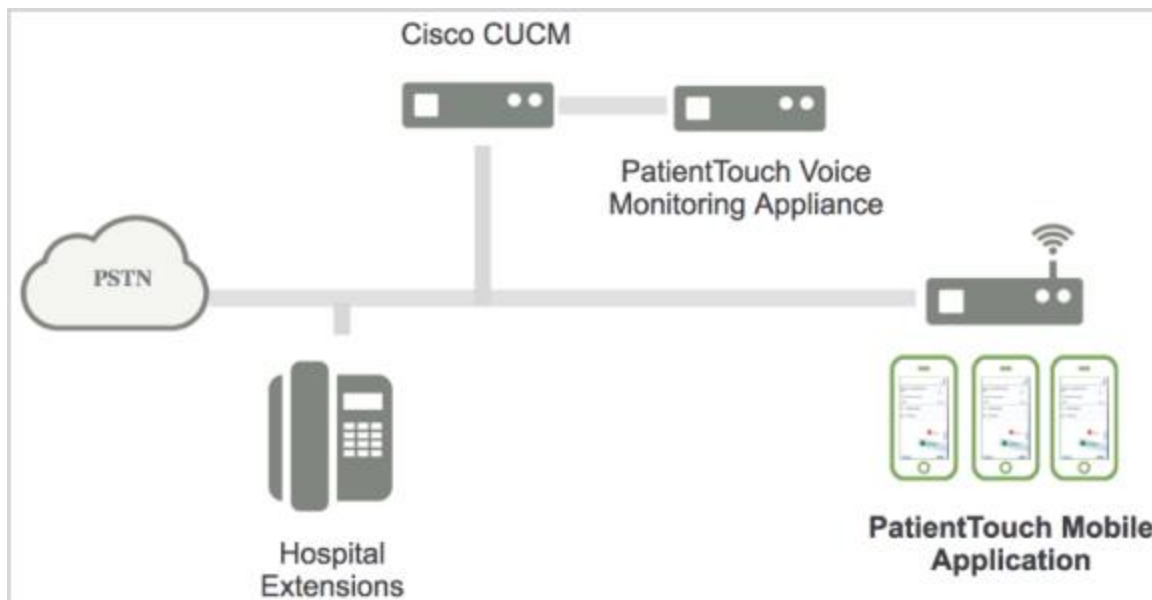 Cisco CUCM
PatientTouch Voice
Monitoring Appliance
PSTN
Hospital
Extensions
PatientTouch Mobile
Application